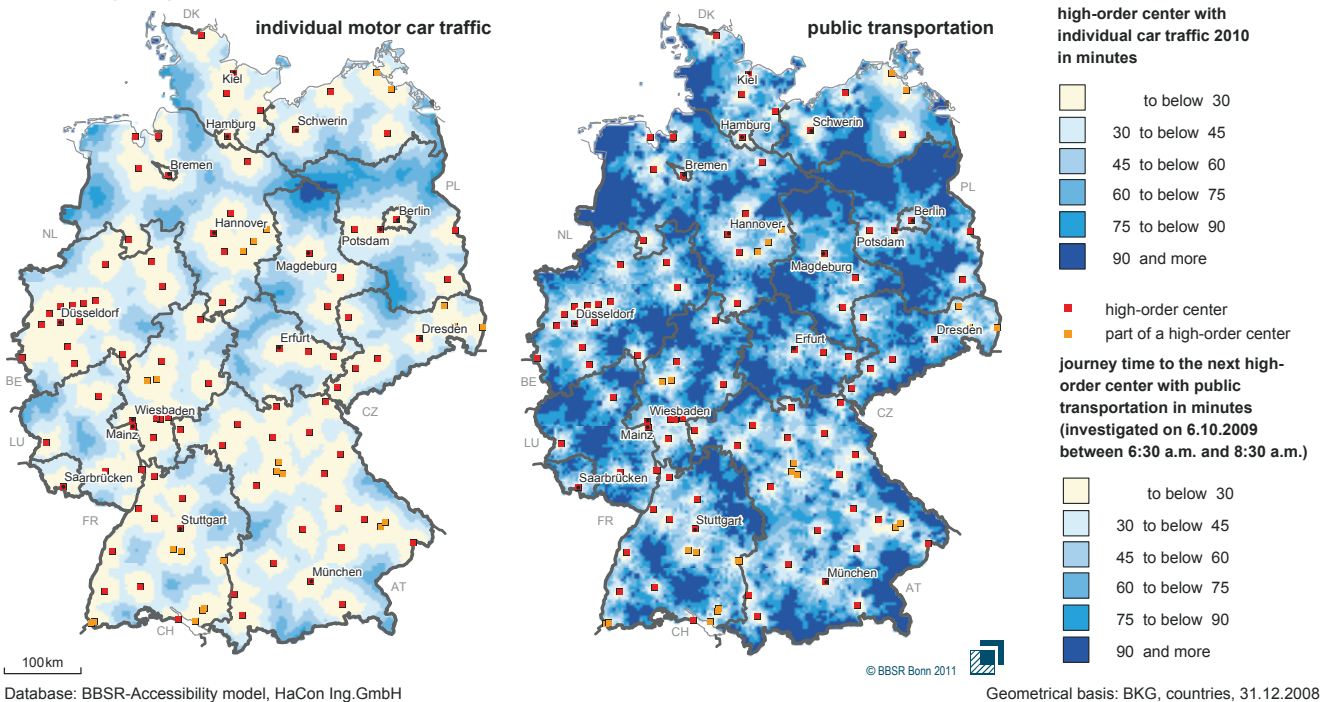 individual motor car traffic
DK
Kiel
Hamburg
Schwerin
Bremen
PL
Berlin
Hannover
NL
Potsdam
Magdeburg
Düsseldorf
Dresden
Erfurt
BE
Wiesbaden
CZ
Mainz
LU
Saarbrücken
FR
Stuttgart
München
AT
CH
100 km
public transportation
DK
Kiel
Hamburg
Schwerin
Bremen
PL
Berlin
Hannover
NL
Potsdam
Magdeburg
Düsseldorf
Dresden
Erfurt
BE
Wiesbaden
CZ
Mainz
LU
Saarbrücken
FR
Stuttgart
München
AT
CH
© BBSR Bonn 2011
high-order center with
individual car traffic 2010
in minutes
to below 30
30 to below 45
45 to below 60
60 to below 75
75 to below 90
90 and more
high-order center
part of a high-order center
journey time to the next high-
order center with public
transportation in minutes
(investigated on 6.10.2009
between 6:30 a.m. and 8:30 a.m.)
to below 30
30 to below 45
45 to below 60
60 to below 75
75 to below 90
90 and more
Database: BBSR-Accessibility model, HaCon Ing.GmbH
Geometrical basis: BKG, countries, 31.12.2008